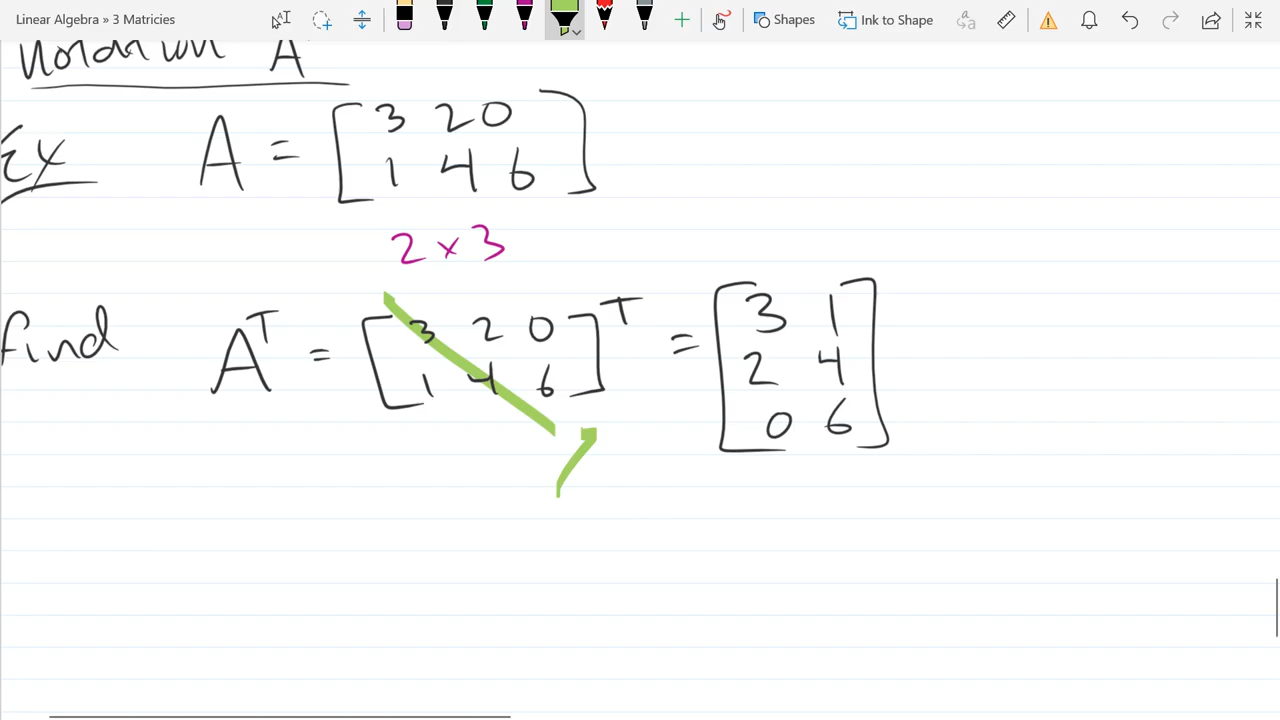 Linear Algebra » 3 Matricies
Shapes
Ink to Shape
Notation A
Ex A = [ 3 2 0
1 4 6 ]
2 × 3
find A^T = [ 3 2 0
1 4 6 ]^T = [ 3 1
2 4
0 6 ]